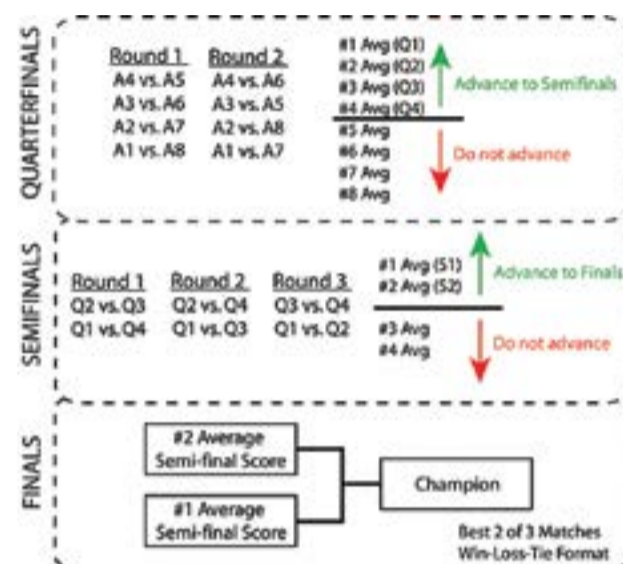 QUARTERFINALS
Round 1 Round 2
A4 vs. A5 A4 vs. A6
A3 vs. A6 A3 vs. A5
A2 vs. A7 A2 vs. A8
A1 vs. A8 A1 vs. A7
#1 Avg (Q1)
#2 Avg (Q2)
#3 Avg (Q3)
#4 Avg (Q4)
Advance to Semifinals
#5 Avg
#6 Avg
#7 Avg
#8 Avg
Do not advance
SEMIFINALS
Round 1 Round 2 Round 3
Q2 vs. Q3 Q2 vs. Q4 Q3 vs. Q4
Q1 vs. Q4 Q1 vs. Q3 Q1 vs. Q2
#1 Avg (S1)
#2 Avg (S2)
Advance to Finals
#3 Avg
#4 Avg
Do not advance
FINALS
#2 Average
Semi-final Score
#1 Average
Semi-final Score
Champion
Best 2 of 3 Matches
Win-Loss-Tie Format